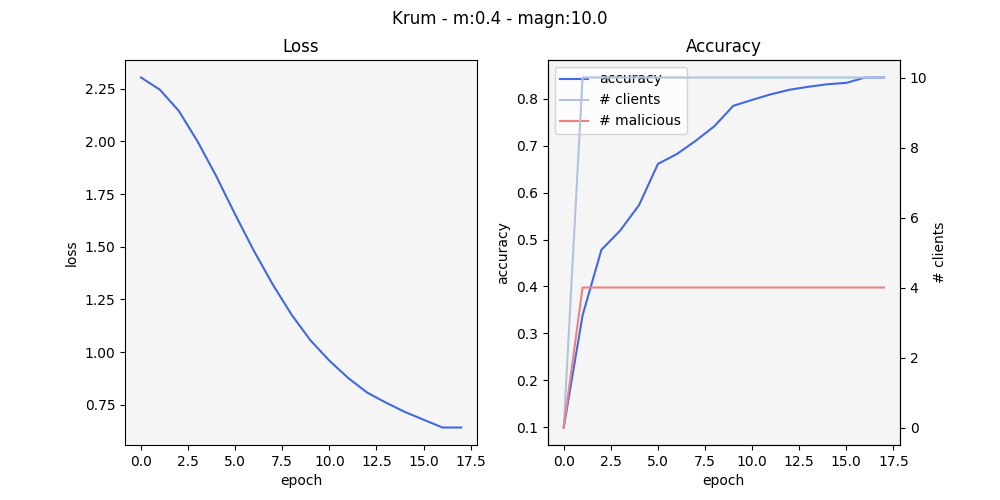 Krum - m:0.4 - magn:10.0
Loss
2.25
2.00
1.75
1.50
1.25
1.00
0.75
0.0 2.5 5.0 7.5 10.0 12.5 15.0 17.5
epoch
loss
Accuracy
accuracy
# clients
# malicious
0.8
0.7
0.6
0.5
0.4
0.3
0.2
0.1
accuracy
0.0 2.5 5.0 7.5 10.0 12.5 15.0 17.5
epoch
10
8
6
4
2
0
# clients